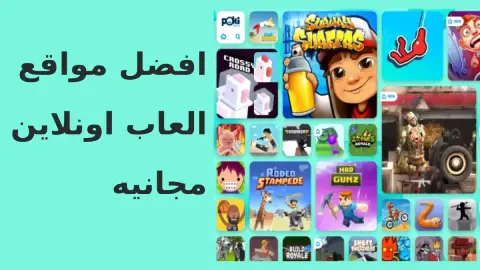 افضل مواقع
العاب اونلاين
مجانيه
poki
SUBWAY
SURFERS
CROSSY
ROAD
RODEO
STAMPEDE
MAD
GUNZ
BUILD
ROYALE